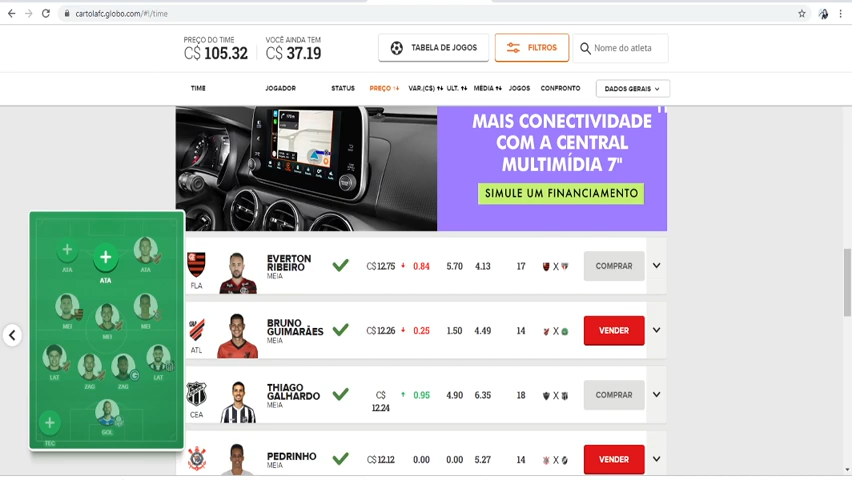 cartolafc.globo.com/#!/time
PREÇO DO TIME
C$ 105.32
VOCÊ AINDA TEM
C$ 37.19
TABELA DE JOGOS
FILTROS
Nome do atleta
TIME JOGADOR STATUS PREÇO VAR.(C$) ULT. MÉDIA JOGOS CONFRONTO DADOS GERAIS
MAIS CONECTIVIDADE
COM A CENTRAL
MULTIMÍDIA 7"
SIMULE UM FINANCIAMENTO
ATA
ATA
ATA
MEI
MEI
MEI
LAT
ZAG
ZAG
LAT
GOL
TEC
FLA
EVERTON
RIBEIRO
MEIA
C$ 12.75 0.84 5.70 4.13 17 X COMPRAR
ATL
BRUNO
GUIMARÃES
MEIA
C$ 12.26 0.25 1.50 4.49 14 X VENDER
CEA
THIAGO
GALHARDO
MEIA
C$
12.24
0.95 4.90 6.35 18 X COMPRAR
PEDRINHO
MEIA
C$ 12.12 0.00 0.00 5.27 14 X VENDER